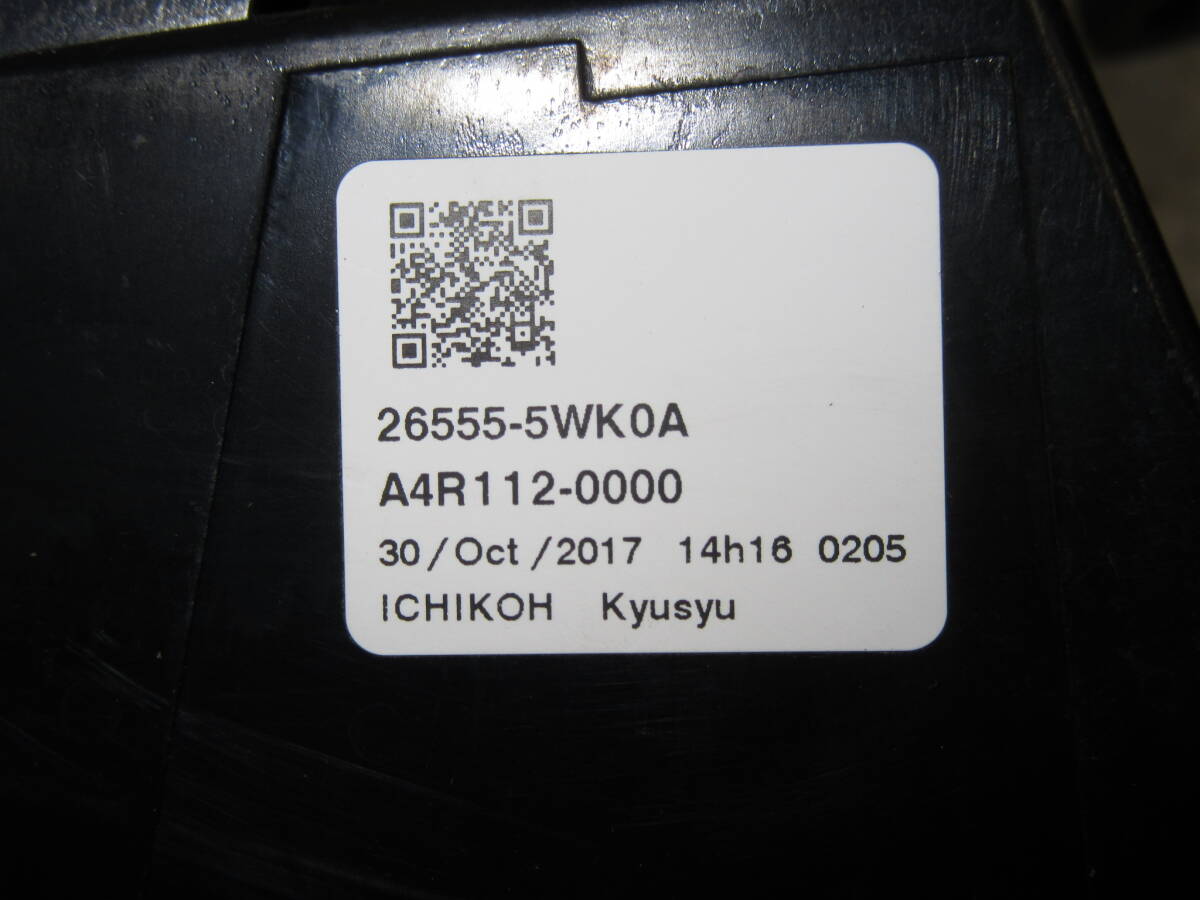 26555-5WK0A
A4R112-0000
30/Oct/2017 14h16 0205
ICHIKOH Kyusyu